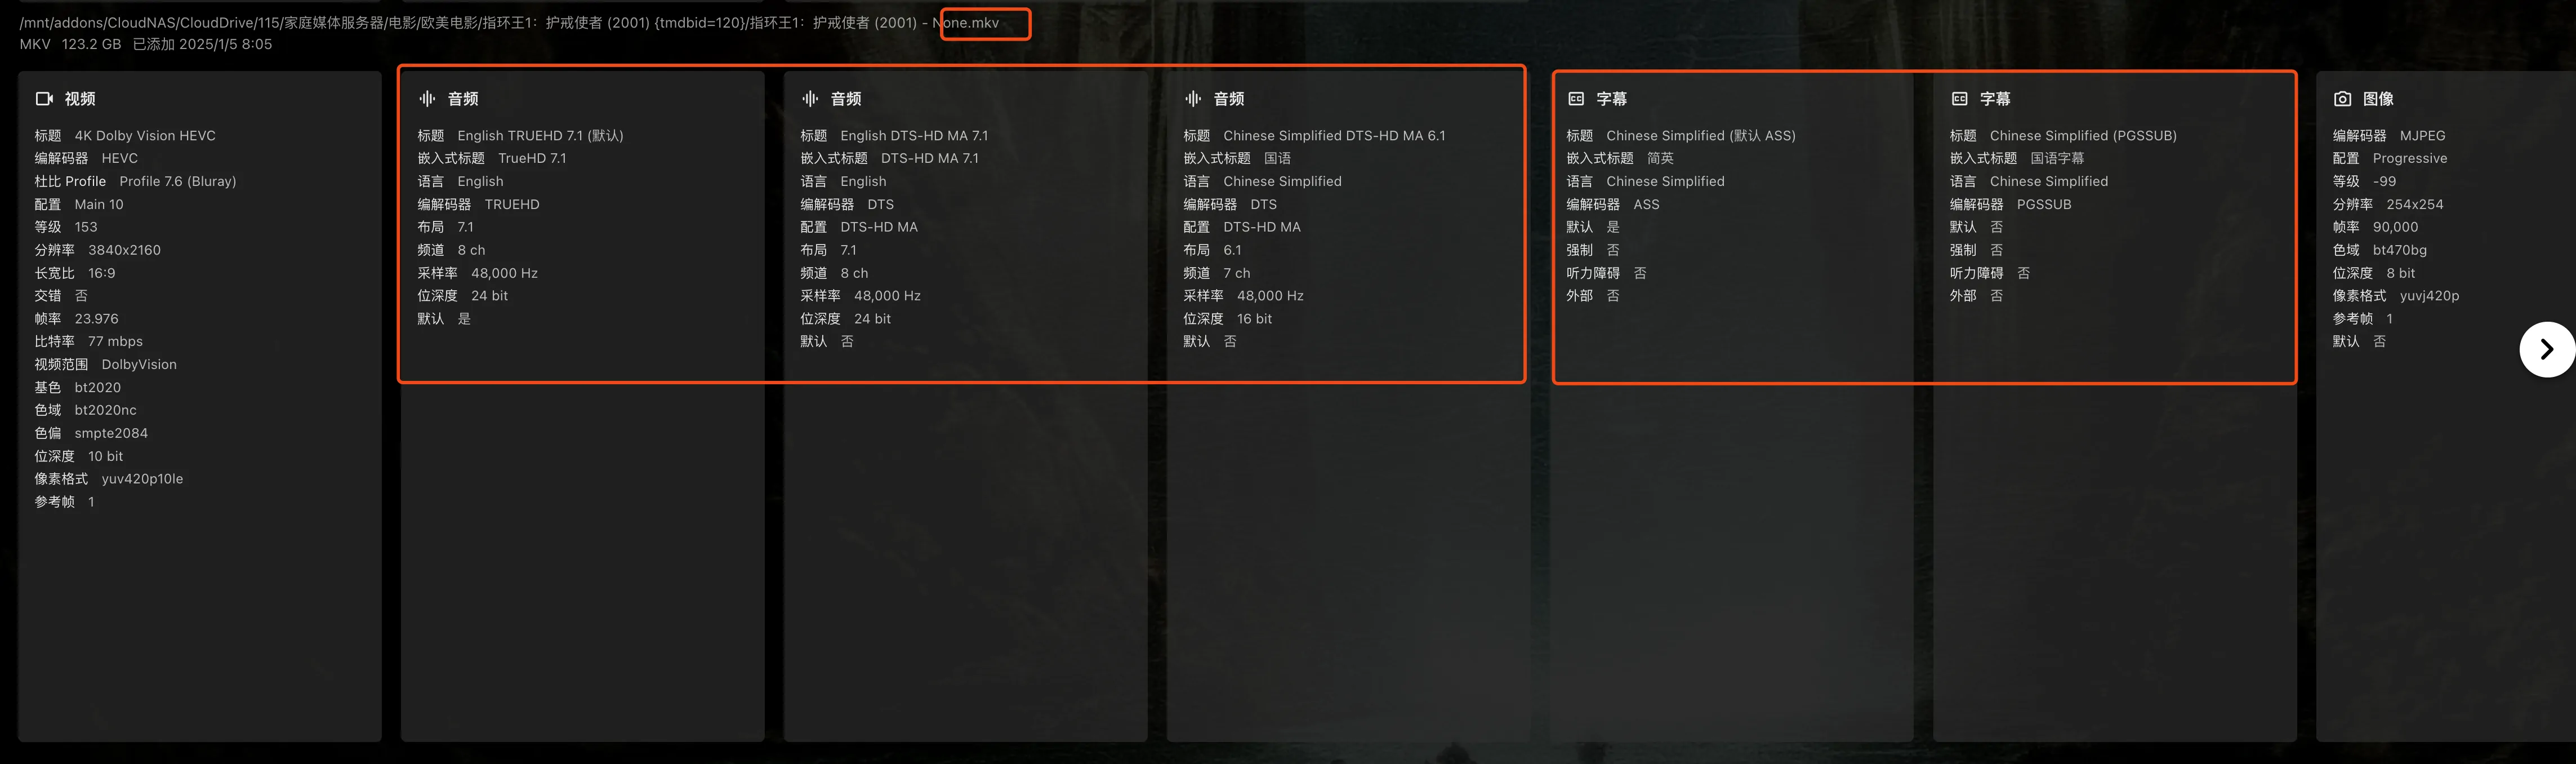 /mnt/addons/CloudNAS/CloudDrive/115/家庭媒体服务器/电影/欧美电影/指环王1：护戒使者 (2001) {tmdbid=120}/指环王1：护戒使者 (2001) - None.mkv
MKV 123.2 GB 已添加 2025/1/5 8:05
视频
标题 4K Dolby Vision HEVC
编解码器 HEVC
杜比 Profile Profile 7.6 (Bluray)
配置 Main 10
等级 153
分辨率 3840x2160
长宽比 16:9
交错 否
帧率 23.976
比特率 77 mbps
视频范围 DolbyVision
基色 bt2020
色域 bt2020nc
色偏 smpte2084
位深度 10 bit
像素格式 yuv420p10le
参考帧 1
音频
标题 English TRUEHD 7.1 (默认)
嵌入式标题 TrueHD 7.1
语言 English
编解码器 TRUEHD
布局 7.1
频道 8 ch
采样率 48,000 Hz
位深度 24 bit
默认 是
音频
标题 English DTS-HD MA 7.1
嵌入式标题 DTS-HD MA 7.1
语言 English
编解码器 DTS
配置 DTS-HD MA
布局 7.1
频道 8 ch
采样率 48,000 Hz
位深度 24 bit
默认 否
音频
标题 Chinese Simplified DTS-HD MA 6.1
嵌入式标题 国语
语言 Chinese Simplified
编解码器 DTS
配置 DTS-HD MA
布局 6.1
频道 7 ch
采样率 48,000 Hz
位深度 16 bit
默认 否
CC 字幕
标题 Chinese Simplified (默认 ASS)
嵌入式标题 简英
语言 Chinese Simplified
编解码器 ASS
默认 是
强制 否
听力障碍 否
外部 否
CC 字幕
标题 Chinese Simplified (PGSSUB)
嵌入式标题 国语字幕
语言 Chinese Simplified
编解码器 PGSSUB
默认 否
强制 否
听力障碍 否
外部 否
图像
编解码器 MJPEG
配置 Progressive
等级 -99
分辨率 254x254
帧率 90,000
色域 bt470bg
位深度 8 bit
像素格式 yuvj420p
参考帧 1
默认 否